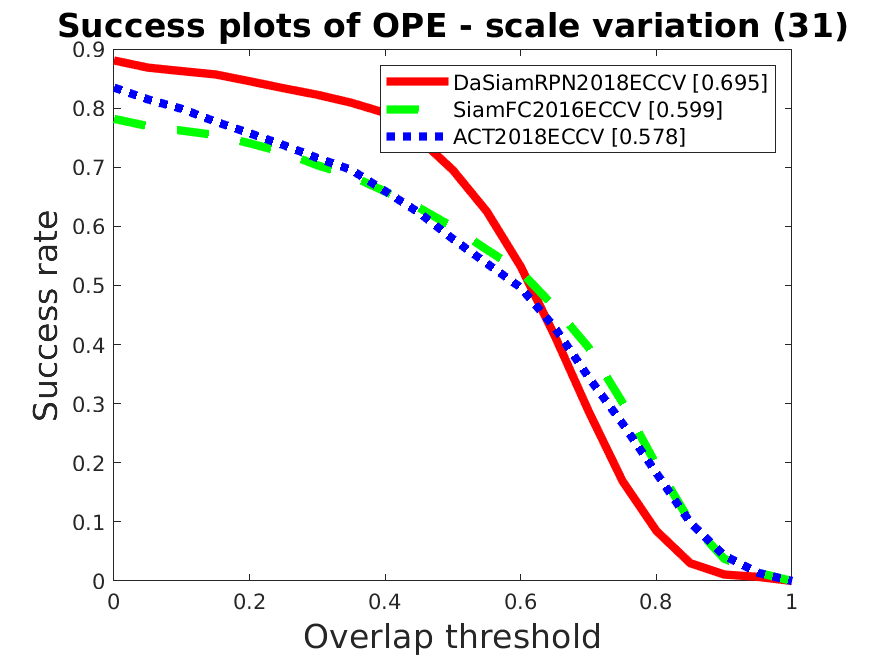 Success plots of OPE - scale variation (31)
0.9
0.8
0.7
0.6
0.5
0.4
0.3
0.2
0.1
0
Success rate
DaSiamRPN2018ECCV [0.695]
SiamFC2016ECCV [0.599]
ACT2018ECCV [0.578]
0 0.2 0.4 0.6 0.8 1
Overlap threshold